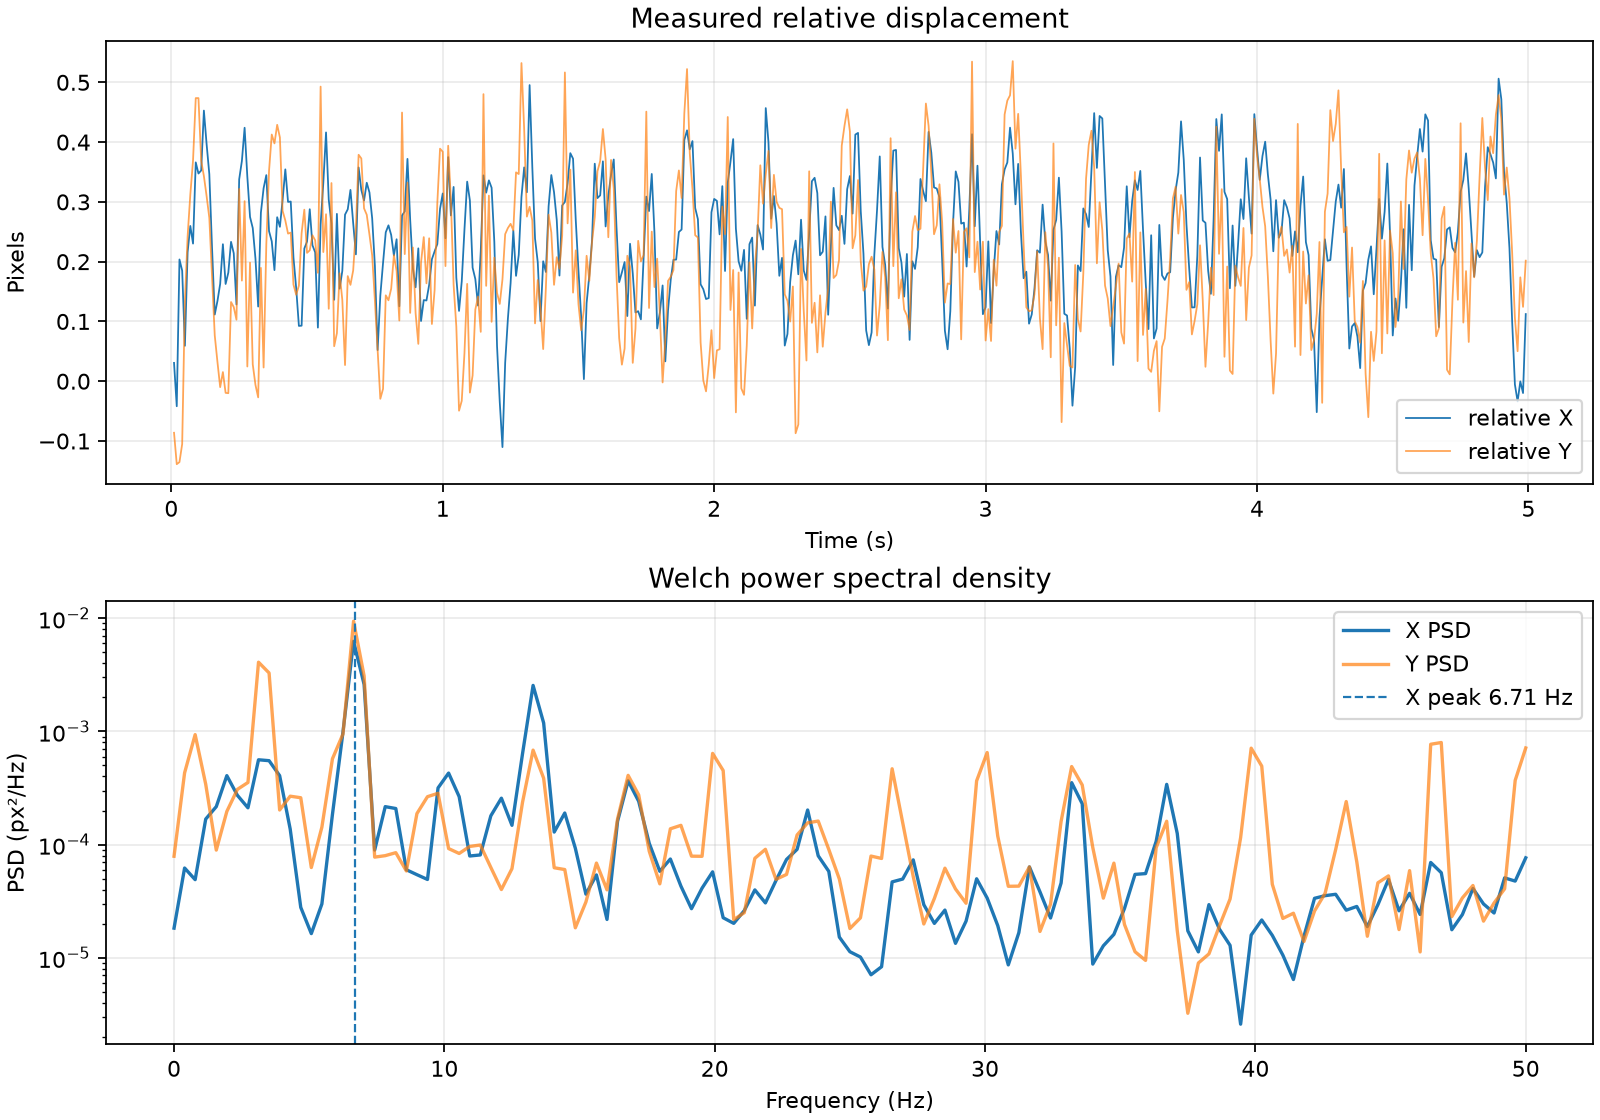 Measured relative displacement
Pixels
0.5
0.4
0.3
0.2
0.1
0.0
−0.1
relative X
relative Y
0 1 2 3 4 5
Time (s)
Welch power spectral density
PSD (px²/Hz)
10⁻²
10⁻³
10⁻⁴
10⁻⁵
X PSD
Y PSD
X peak 6.71 Hz
0 10 20 30 40 50
Frequency (Hz)